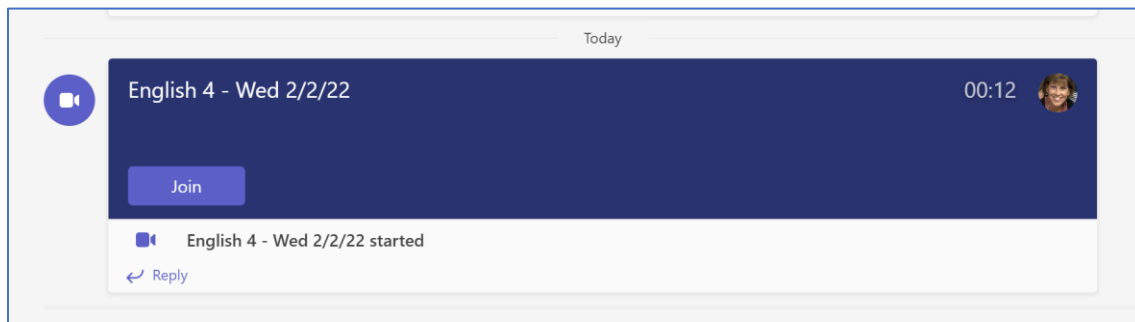 Today
English 4 - Wed 2/2/22 00:12
Join
English 4 - Wed 2/2/22 started
Reply